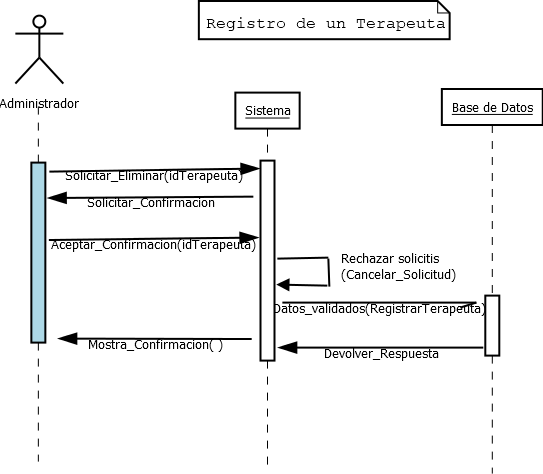 Registro de un Terapeuta
Administrador
Sistema
Base de Datos
Solicitar_Eliminar(idTerapeuta)
Solicitar_Confirmacion
Aceptar_Confirmacion(idTerapeuta)
Rechazar solicitis
(Cancelar_Solicitud)
Datos_validados(RegistrarTerapeuta)
Mostra_Confirmacion( )
Devolver_Respuesta